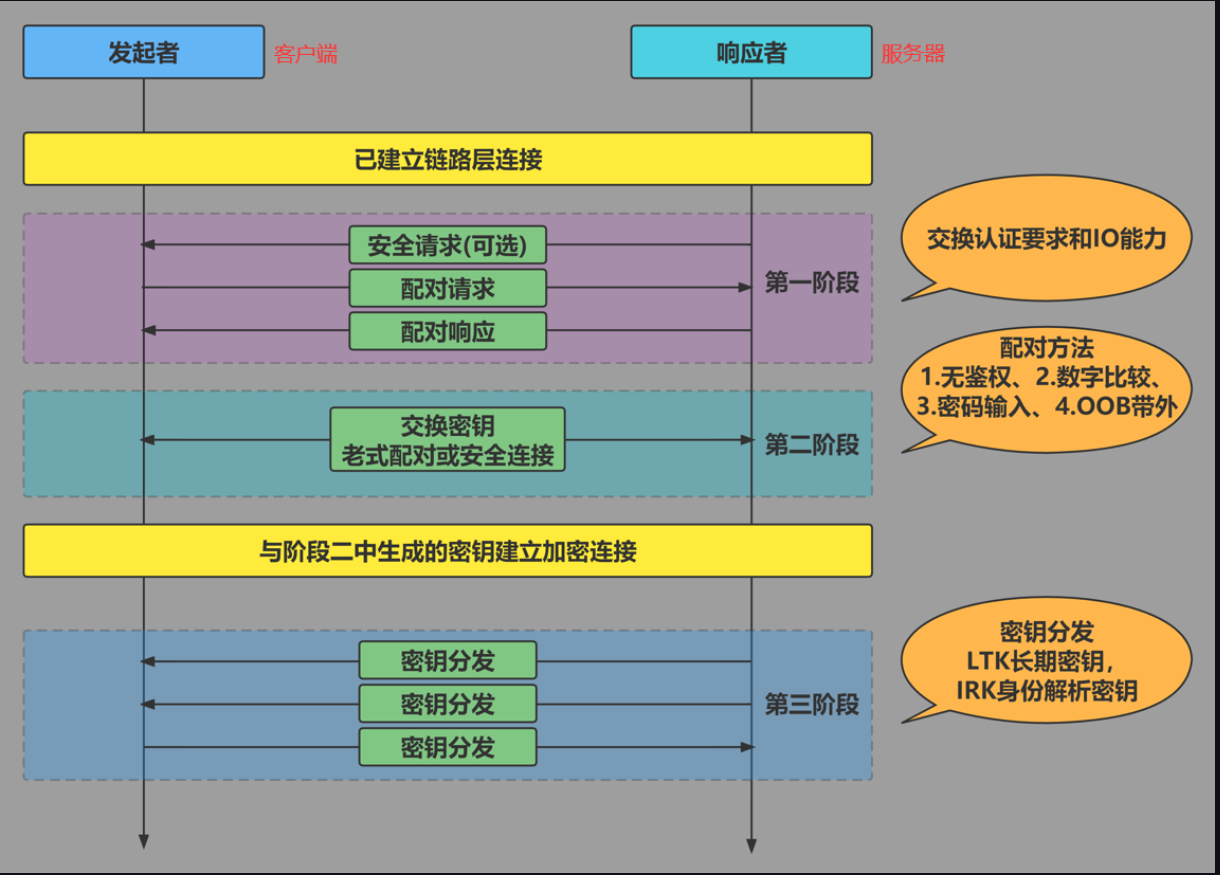 发起者
客户端
响应者
服务器
已建立链路层连接
安全请求(可选)
配对请求
配对响应
第一阶段
交换认证要求和IO能力
配对方法
1.无鉴权、2.数字比较、
3.密码输入、4.OOB带外
交换密钥
老式配对或安全连接
第二阶段
与阶段二中生成的密钥建立加密连接
密钥分发
密钥分发
密钥分发
第三阶段
密钥分发
LTK长期密钥，
IRK身份解析密钥